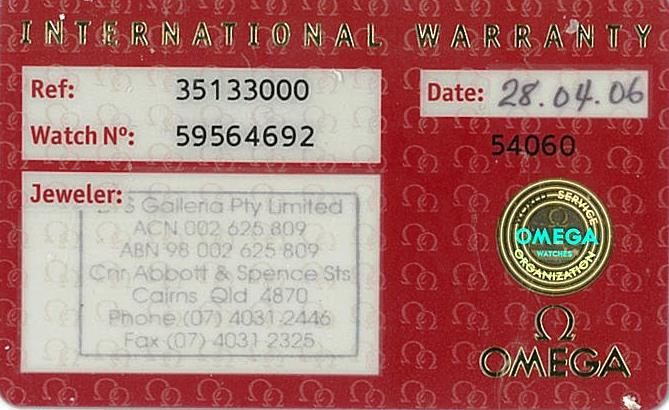 INTERNATIONAL WARRANTY
Ref: 35133000
Watch Nº: 59564692
Date: 28.04.06
54060
Jeweler:
Galleria Pty Limited
ACN 002 625 809
ABN 98 002 625 809
Cnr Abbott & Spence Sts
Cairns Qld 4870
Phone (07) 4031 2446
Fax (07) 4031 2325
SERVICE
OMEGA
WATCHES
ORGANIZATION
OMEGA